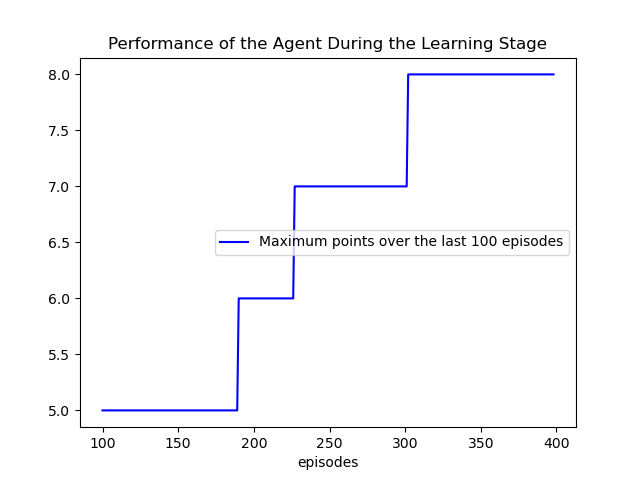 Performance of the Agent During the Learning Stage
8.0
7.5
7.0
6.5
6.0
5.5
5.0
Maximum points over the last 100 episodes
100 150 200 250 300 350 400
episodes